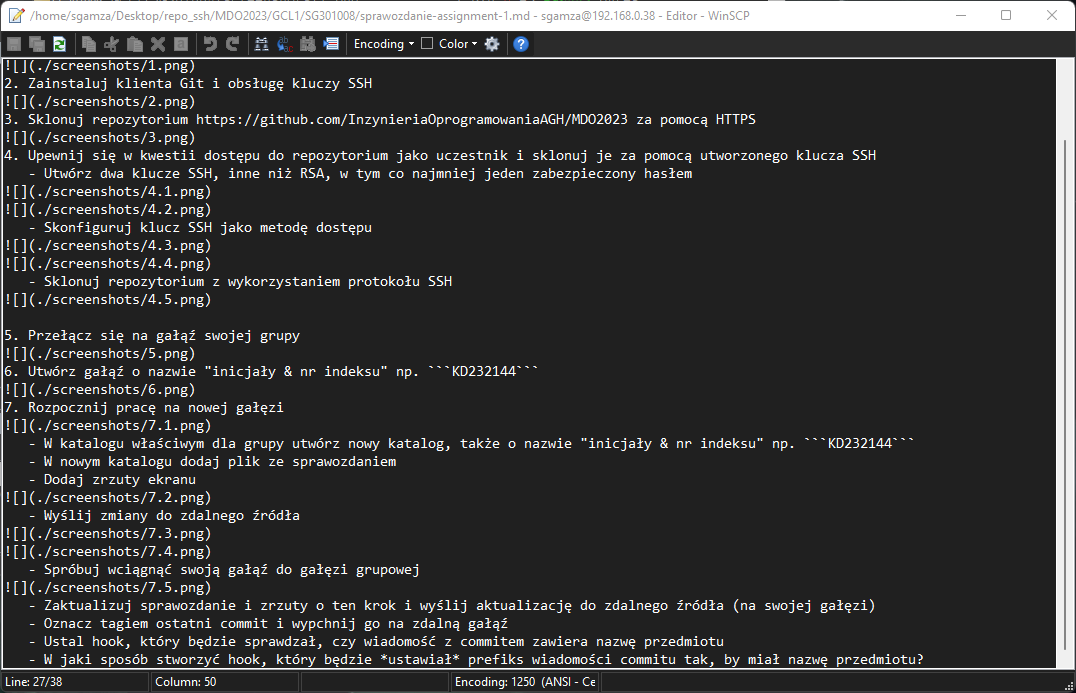 /home/sgamza/Desktop/repo_ssh/MDO2023/GCL1/SG301008/sprawozdanie-assignment-1.md - sgamza@192.168.0.38 - Editor - WinSCP
Encoding Color
![](./screenshots/1.png)
2. Zainstaluj klienta Git i obsługę kluczy SSH
![](./screenshots/2.png)
3. Sklonuj repozytorium https://github.com/InzynieriaOprogramowaniaAGH/MDO2023 za pomocą HTTPS
![](./screenshots/3.png)
4. Upewnij się w kwestii dostępu do repozytorium jako uczestnik i sklonuj je za pomocą utworzonego klucza SSH
- Utwórz dwa klucze SSH, inne niż RSA, w tym co najmniej jeden zabezpieczony hasłem
![](./screenshots/4.1.png)
![](./screenshots/4.2.png)
- Skonfiguruj klucz SSH jako metodę dostępu
![](./screenshots/4.3.png)
![](./screenshots/4.4.png)
- Sklonuj repozytorium z wykorzystaniem protokołu SSH
![](./screenshots/4.5.png)
5. Przełącz się na gałąź swojej grupy
![](./screenshots/5.png)
6. Utwórz gałąź o nazwie "inicjały & nr indeksu" np. ```KD232144```
![](./screenshots/6.png)
7. Rozpocznij pracę na nowej gałęzi
![](./screenshots/7.1.png)
- W katalogu właściwym dla grupy utwórz nowy katalog, także o nazwie "inicjały & nr indeksu" np. ```KD232144```
- W nowym katalogu dodaj plik ze sprawozdaniem
- Dodaj zrzuty ekranu
![](./screenshots/7.2.png)
- Wyślij zmiany do zdalnego źródła
![](./screenshots/7.3.png)
![](./screenshots/7.4.png)
- Spróbuj wciągnąć swoją gałąź do gałęzi grupowej
![](./screenshots/7.5.png)
- Zaktualizuj sprawozdanie i zrzuty o ten krok i wyślij aktualizację do zdalnego źródła (na swojej gałęzi)
- Oznacz tagiem ostatni commit i wypchnij go na zdalną gałąź
- Ustal hook, który będzie sprawdzał, czy wiadomość z commitem zawiera nazwę przedmiotu
- W jaki sposób stworzyć hook, który będzie *ustawiał* prefiks wiadomości commitu tak, by miał nazwę przedmiotu?
Line: 27/38 Column: 50 Encoding: 1250 (ANSI - Ce